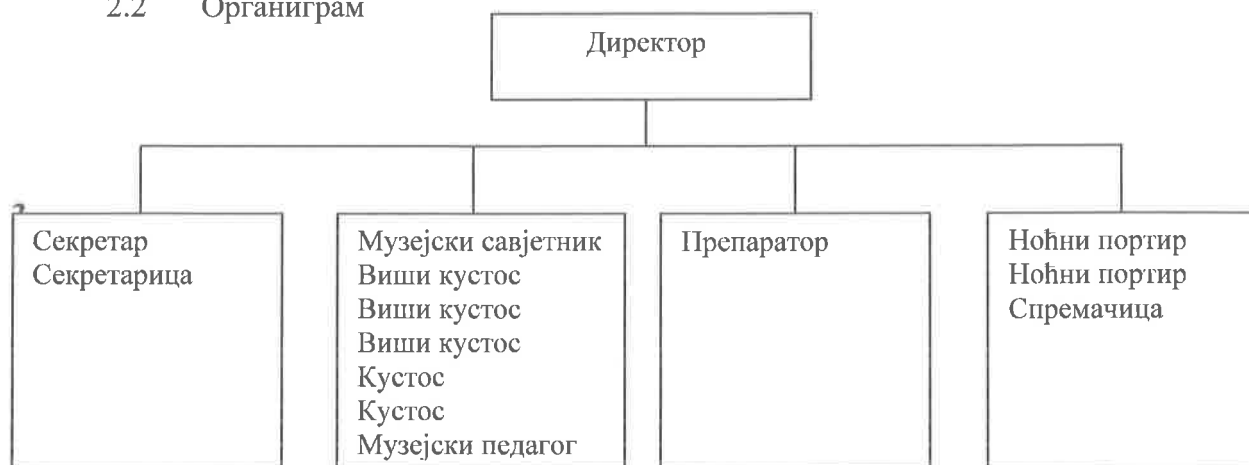 2.2 Органиграм
Директор
Секретар
Секретарица
Музејски савјетник
Виши кустос
Виши кустос
Виши кустос
Кустос
Кустос
Музејски педагог
Препаратор
Ноћни портир
Ноћни портир
Спремачица